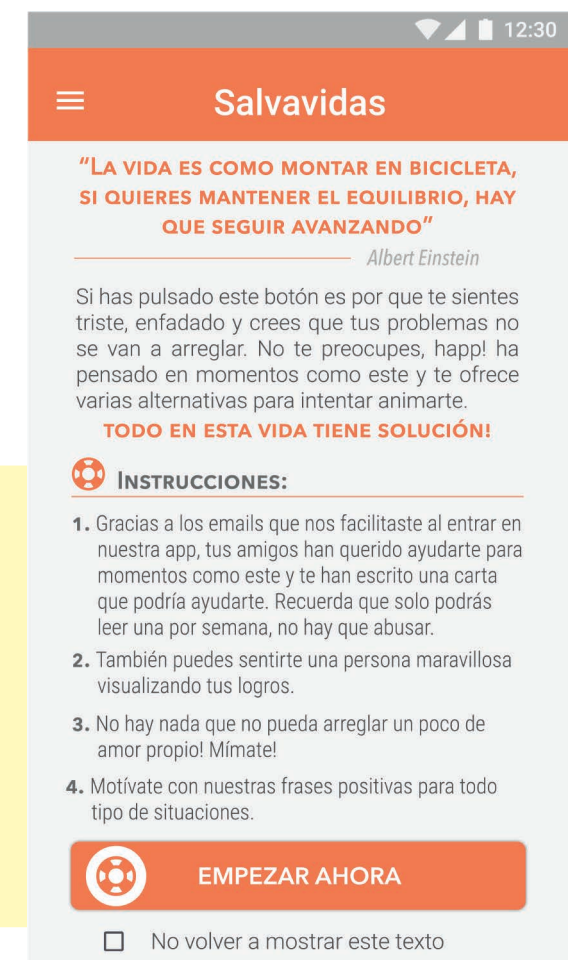 12:30
Salvavidas
“La vida es como montar en bicicleta,
si quieres mantener el equilibrio, hay
que seguir avanzando”
Albert Einstein
Si has pulsado este botón es por que te sientes
triste, enfadado y crees que tus problemas no
se van a arreglar. No te preocupes, happ! ha
pensado en momentos como este y te ofrece
varias alternativas para intentar animarte.
TODO EN ESTA VIDA TIENE SOLUCIÓN!
Instrucciones:
1. Gracias a los emails que nos facilitaste al entrar en
nuestra app, tus amigos han querido ayudarte para
momentos como este y te han escrito una carta
que podría ayudarte. Recuerda que solo podrás
leer una por semana, no hay que abusar.
2. También puedes sentirte una persona maravillosa
visualizando tus logros.
3. No hay nada que no pueda arreglar un poco de
amor propio! Mímate!
4. Motívate con nuestras frases positivas para todo
tipo de situaciones.
EMPEZAR AHORA
No volver a mostrar este texto